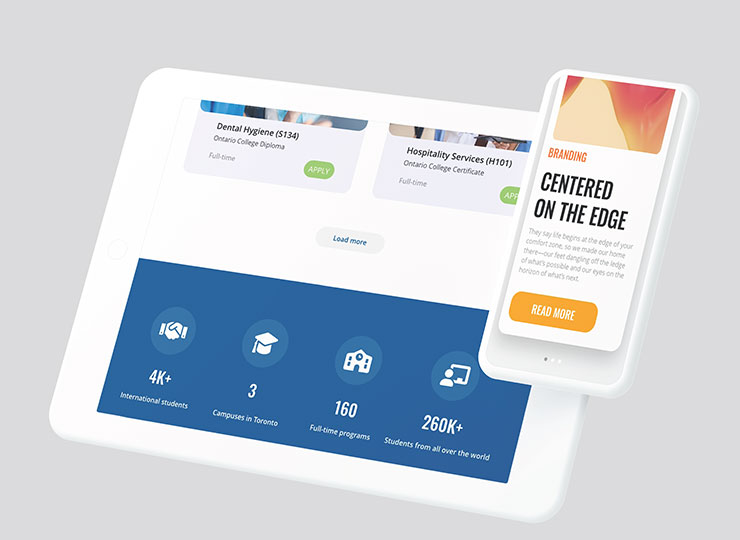 Dental Hygiene (S134)
Ontario College Diploma
Full-time
APPLY
Hospitality Services (H101)
Ontario College Certificate
Full-time
Load more
4K+
International students
3
Campuses in Toronto
160
Full-time programs
260K+
Students from all over the world
BRANDING
CENTERED
ON THE EDGE
They say life begins at the edge of your
comfort zone, so we made our home
there—our feet dangling off the ledge
of what's possible and our eyes on the
horizon of what's next.
READ MORE